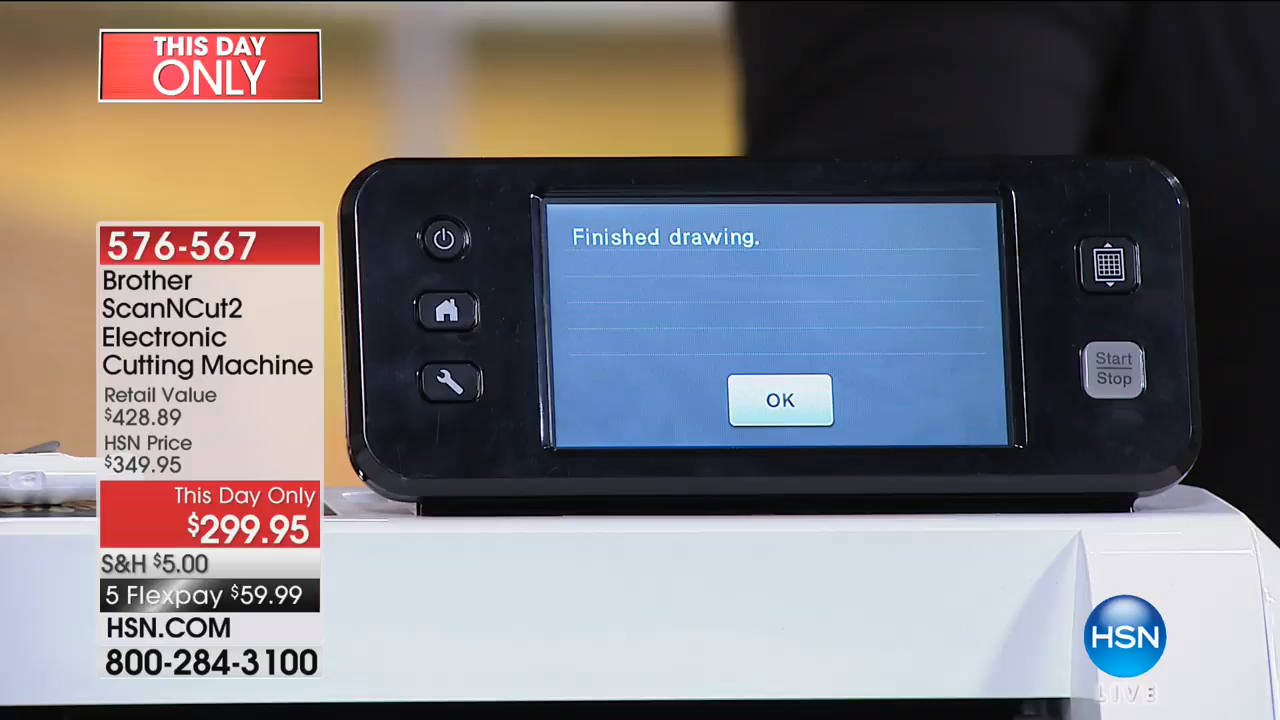 THIS DAY
ONLY
576-567
Brother
ScanNCut2
Electronic
Cutting Machine
Retail Value
$428.89
HSN Price
$349.95
This Day Only
$299.95
S&H $5.00
5 Flexpay $59.99
HSN.COM
800-284-3100
Finished drawing.
OK
Start
Stop
HSN
LIVE